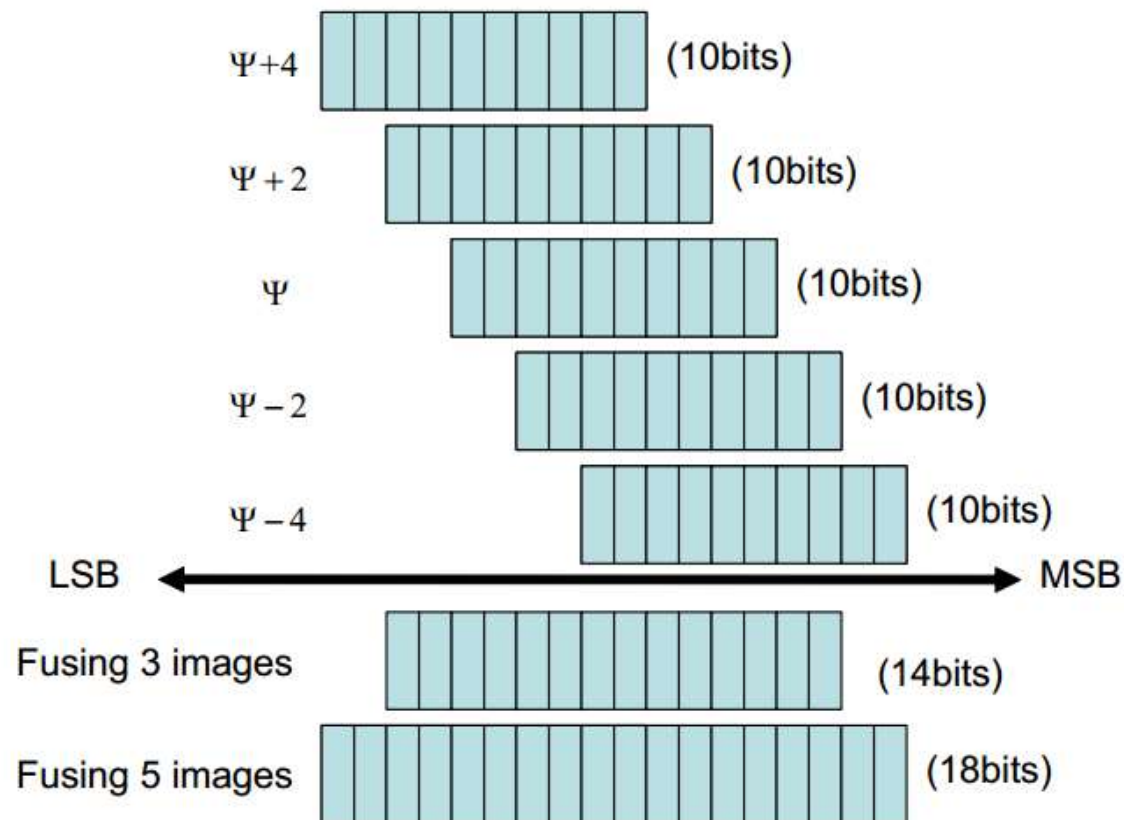 Ψ+4 (10bits)
Ψ + 2 (10bits)
Ψ (10bits)
Ψ − 2 (10bits)
Ψ − 4 (10bits)
LSB MSB
Fusing 3 images (14bits)
Fusing 5 images (18bits)